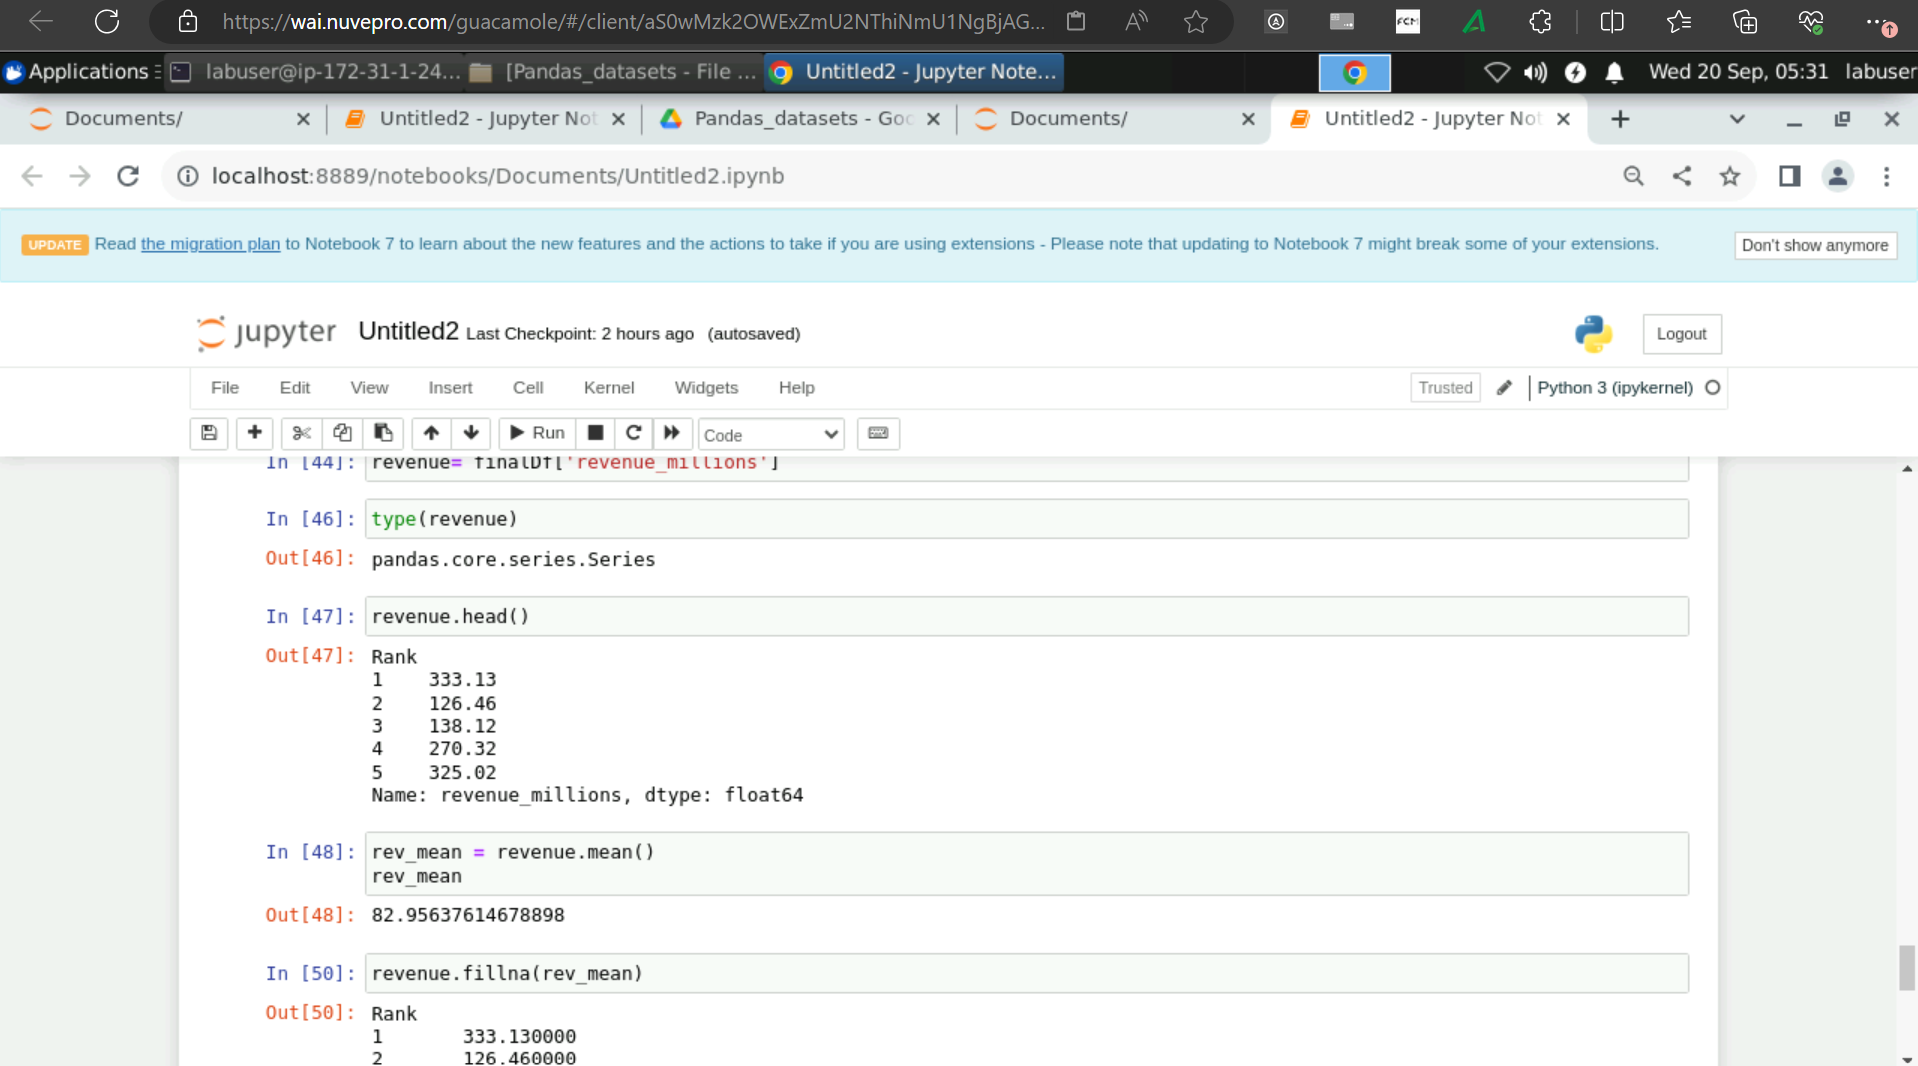 https://wai.nuvepro.com/guacamole/#/client/aS0wMzk2OWExZmU2NThiNmU1NgBjAG...
FCM
Applications
labuser@ip-172-31-1-24...
[Pandas_datasets - File ...
Untitled2 - Jupyter Note...
Wed 20 Sep, 05:31
labuser
Documents/
Untitled2 - Jupyter Not
Pandas_datasets - Goo
Documents/
Untitled2 - Jupyter Not
localhost:8889/notebooks/Documents/Untitled2.ipynb
UPDATE Read the migration plan to Notebook 7 to learn about the new features and the actions to take if you are using extensions - Please note that updating to Notebook 7 might break some of your extensions.
Don't show anymore
jupyter Untitled2 Last Checkpoint: 2 hours ago (autosaved)
Logout
File Edit View Insert Cell Kernel Widgets Help
Trusted
Python 3 (ipykernel)
Run
Code
In [44]: revenue= finalDf['revenue_millions']
In [46]: type(revenue)
Out[46]: pandas.core.series.Series
In [47]: revenue.head()
Out[47]: Rank
1 333.13
2 126.46
3 138.12
4 270.32
5 325.02
Name: revenue_millions, dtype: float64
In [48]: rev_mean = revenue.mean()
rev_mean
Out[48]: 82.95637614678898
In [50]: revenue.fillna(rev_mean)
Out[50]: Rank
1 333.130000
2 126.460000